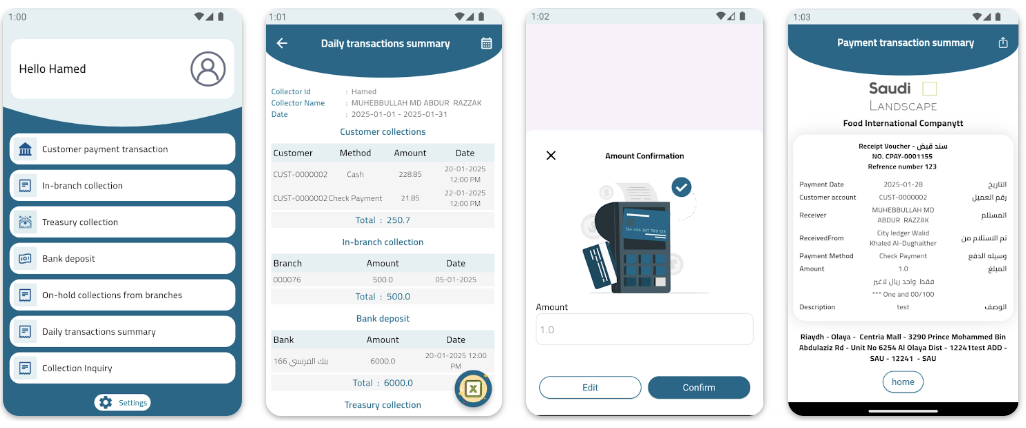 1:00
Hello Hamed
Customer payment transaction
In-branch collection
Treasury collection
Bank deposit
On-hold collections from branches
Daily transactions summary
Collection Inquiry
Settings
1:01
Daily transactions summary
Collector Id : Hamed
Collector Name : MUHEBBULLAH MD ABDUR RAZZAK
Date : 2025-01-01 - 2025-01-31
Customer collections
Customer Method Amount Date
CUST-0000002 Cash 228.85 20-01-2025
12:00 PM
CUST-0000002 Check Payment 21.85 22-01-2025
12:00 PM
Total : 250.7
In-branch collection
Branch Amount Date
000076 500.0 05-01-2025
Total : 500.0
Bank deposit
Bank Amount Date
بنك الفرنسي 166 6000.0 20-01-2025 12:00
PM
Total : 6000.0
Treasury collection
1:02
Amount Confirmation
Amount
1.0
Edit
Confirm
1:03
Payment transaction summary
Saudi
LANDSCAPE
Food International Companytt
Receipt Voucher - سند قبض
NO. CPAY-0001155
Refrence number 123
Payment Date 2025-01-28 التاريخ
Customer account CUST-0000002 رقم العميل
Receiver MUHEBBULLAH MD
ABDUR RAZZAK المستلم
ReceivedFrom City ledger Walid
Khaled Al-Dughaither تم الاستلام من
Payment Method Check Payment وسيله الدفع
Amount 1.0 المبلغ
فقط واحد ريال لاغير
*** One and 00/100
Description test الوصف
Riaydh - Olaya - Centria Mall - 3290 Prince Mohammed Bin
Abdulaziz Rd - Unit No 6254 Al Olaya Dist - 12241test ADD -
SAU - 12241 - SAU
home